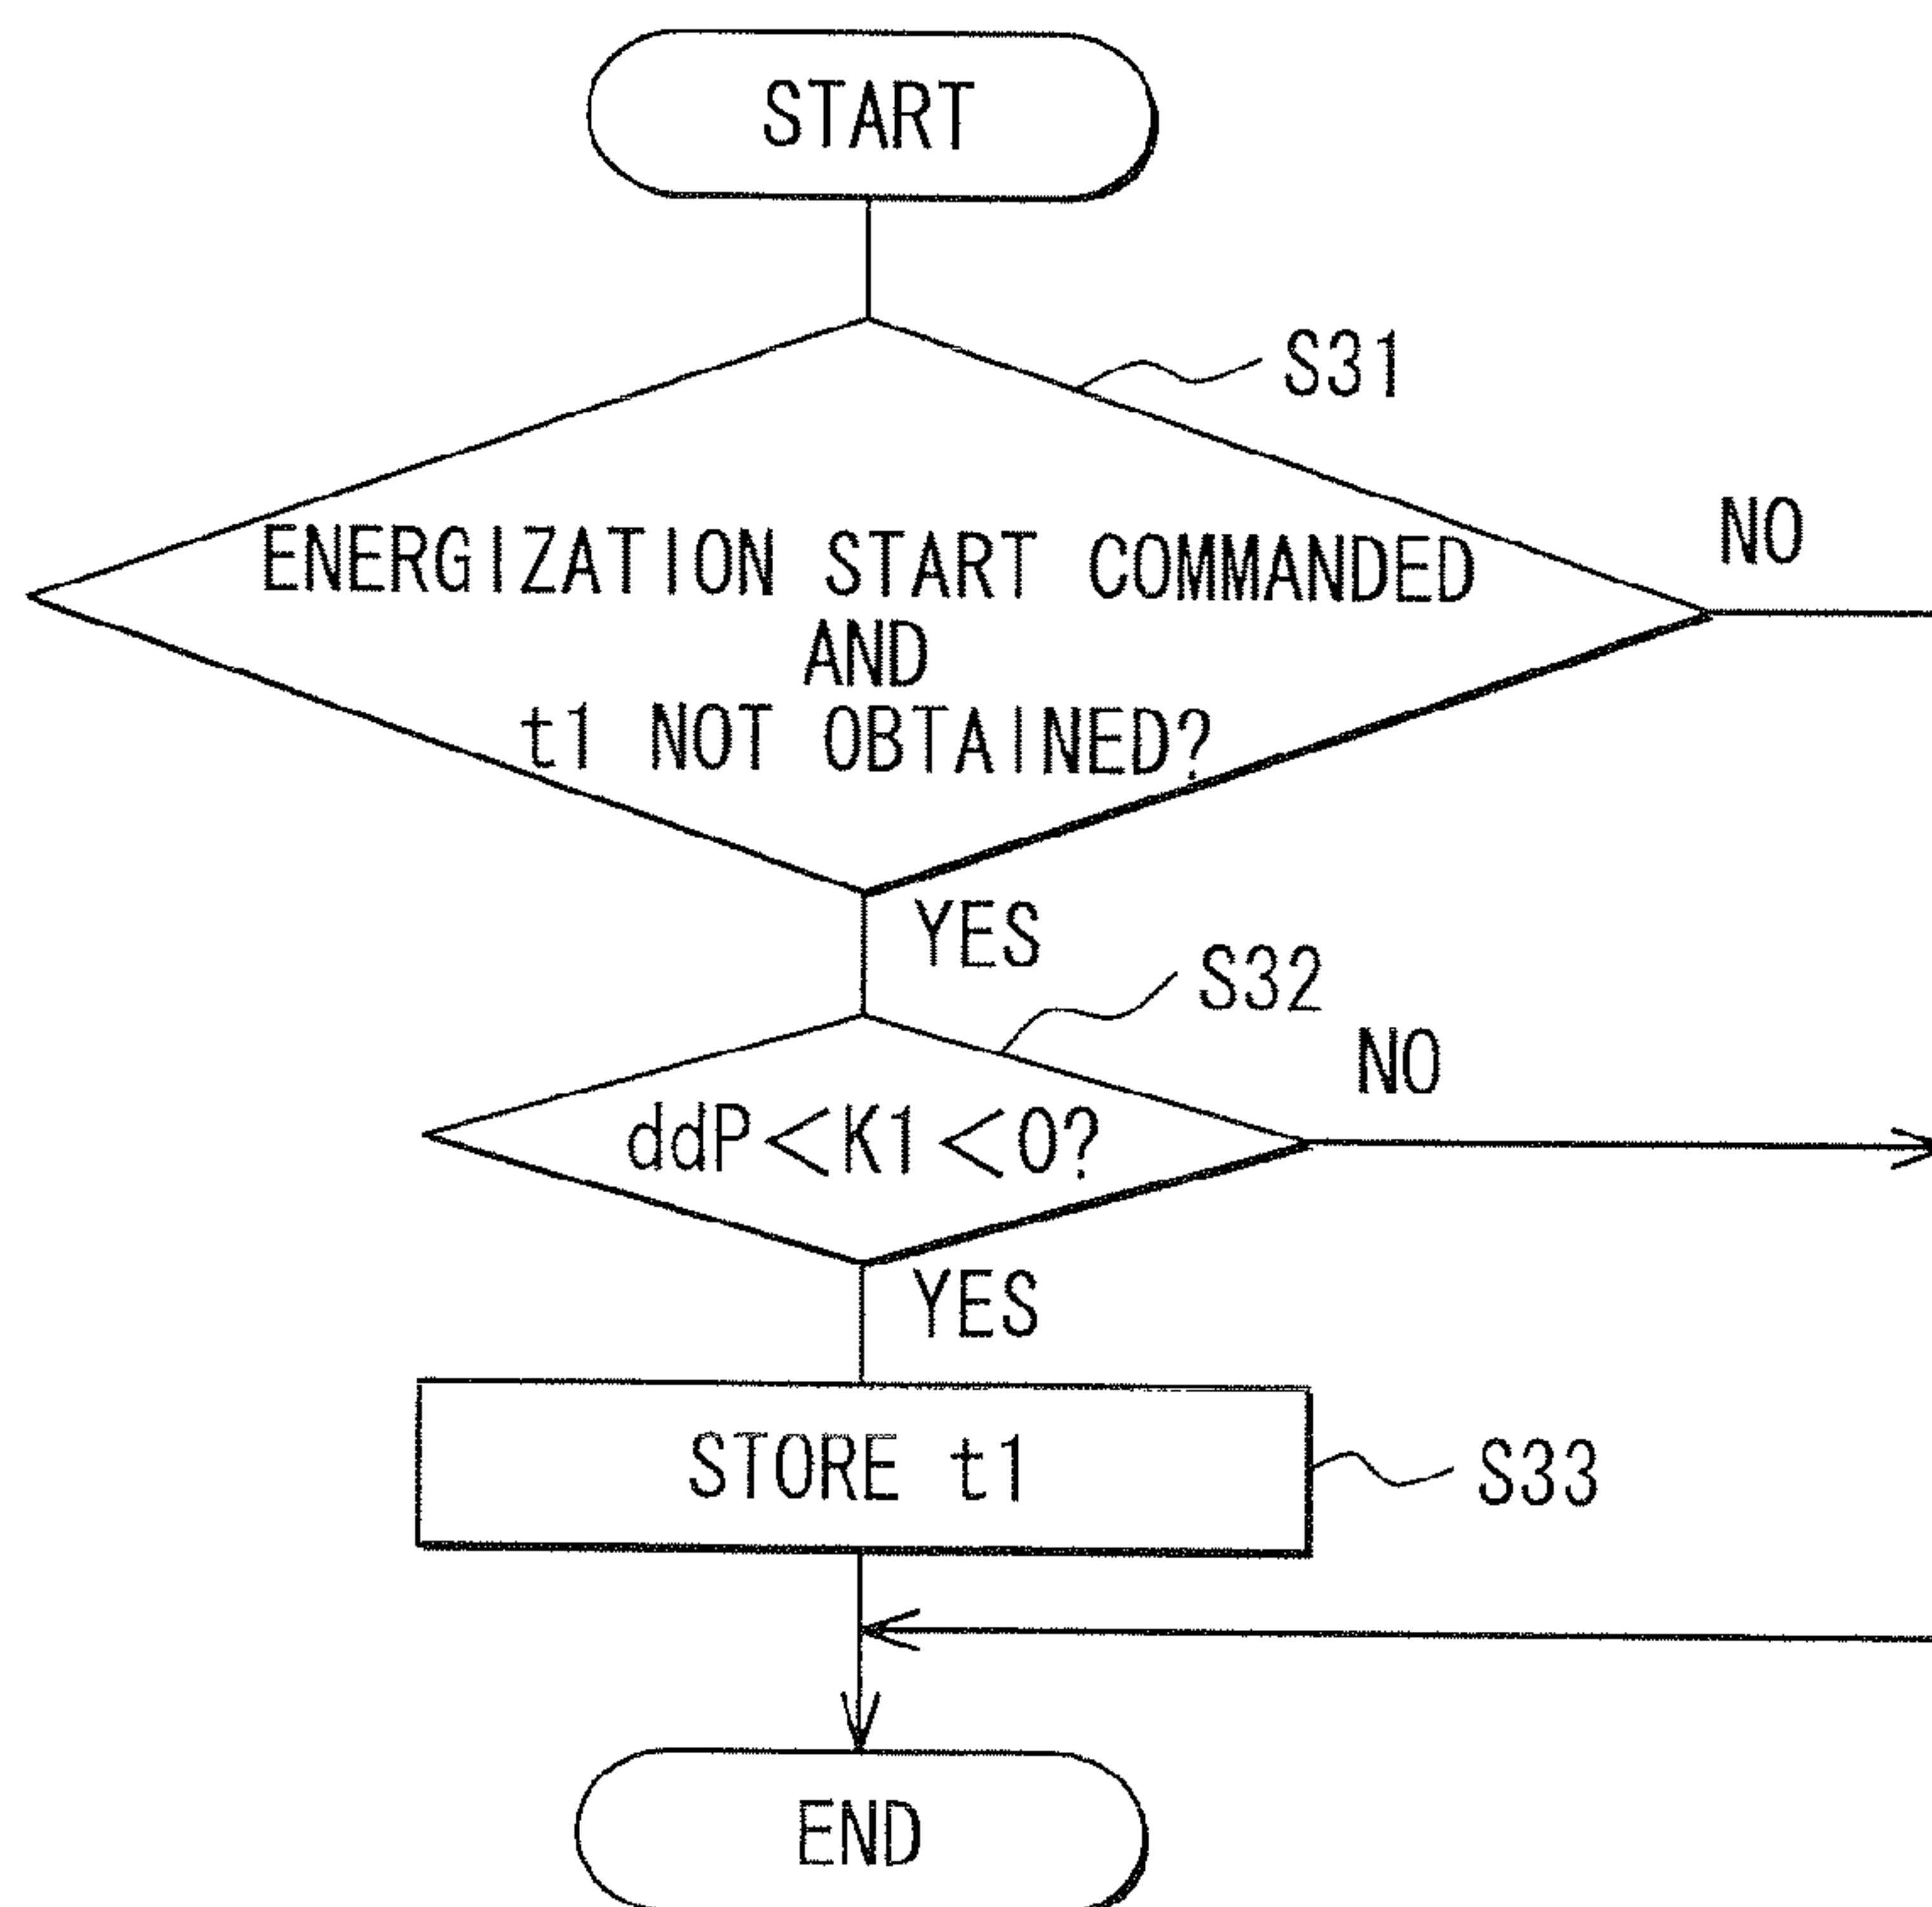 START
S31
ENERGIZATION START COMMANDED
AND
t1 NOT OBTAINED?
NO
YES
S32
ddP<K1<0?
NO
YES
STORE t1
S33
END